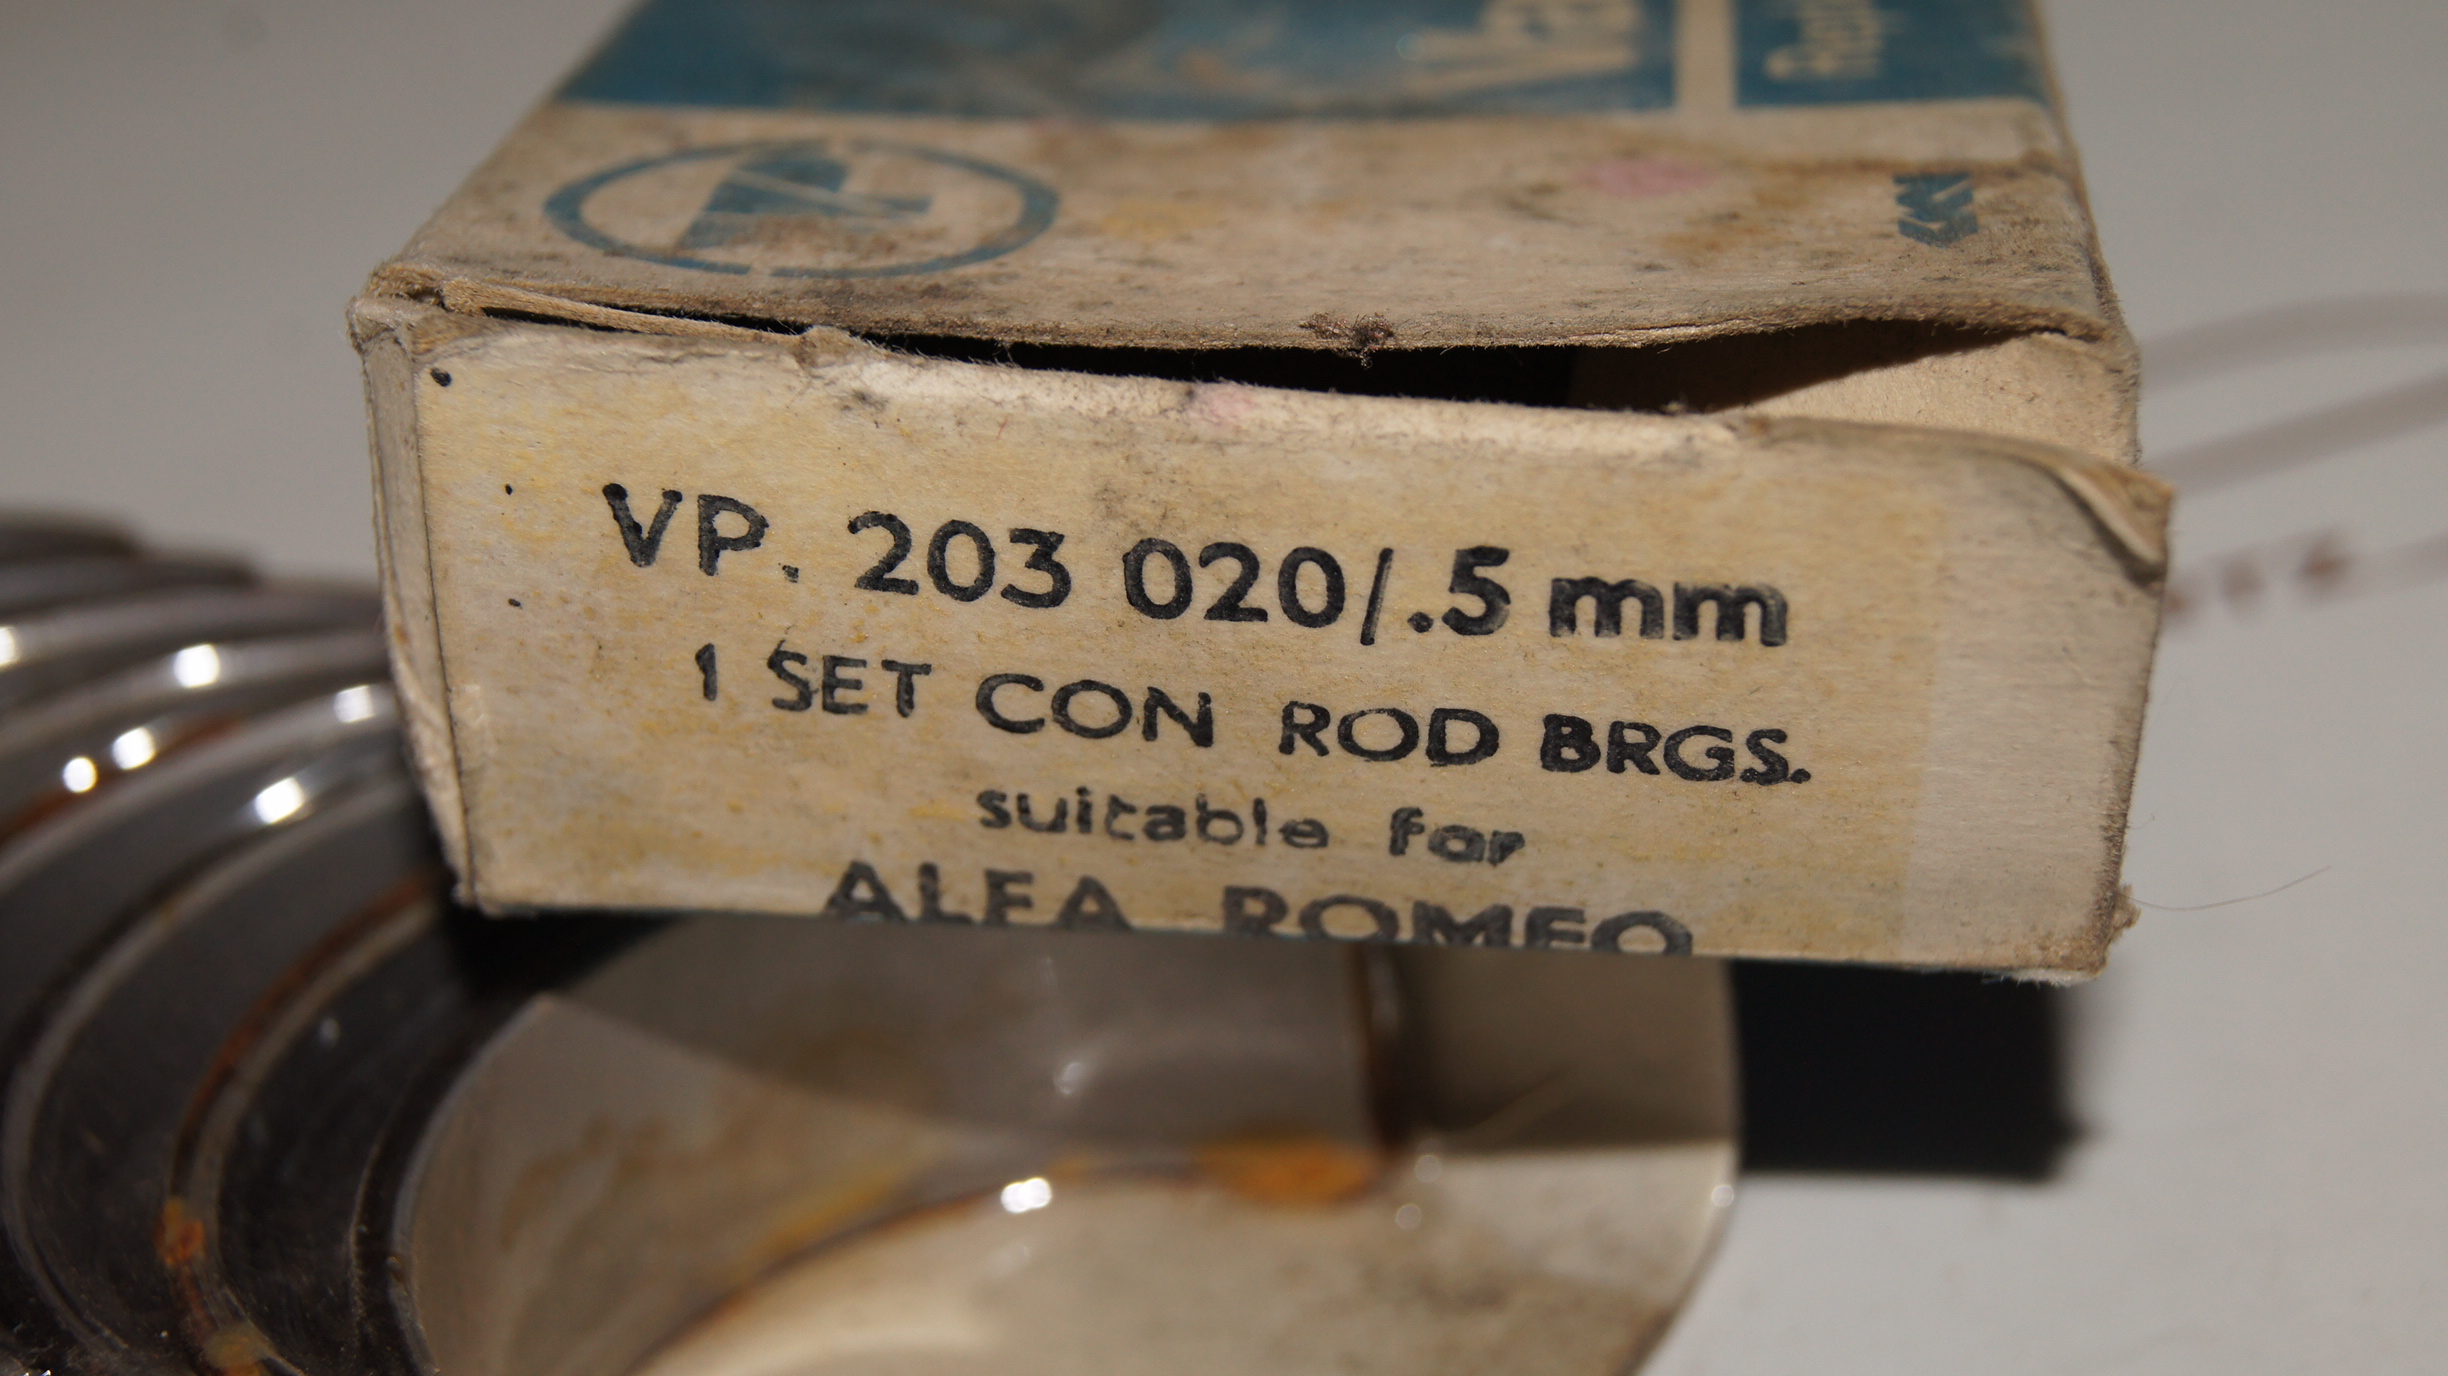 VP. 203 020/.5 mm
1 SET CON ROD BRGS.
suitable for
ALFA ROMEO